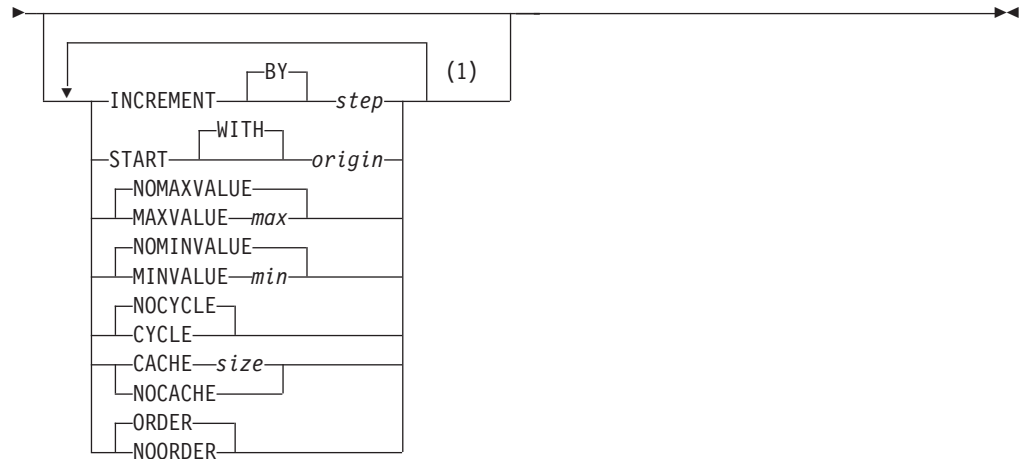 BY
(1)
INCREMENT step
WITH
START origin
NOMAXVALUE
MAXVALUE max
NOMINVALUE
MINVALUE min
NOCYCLE
CYCLE
CACHE size
NOCACHE
ORDER
NOORDER